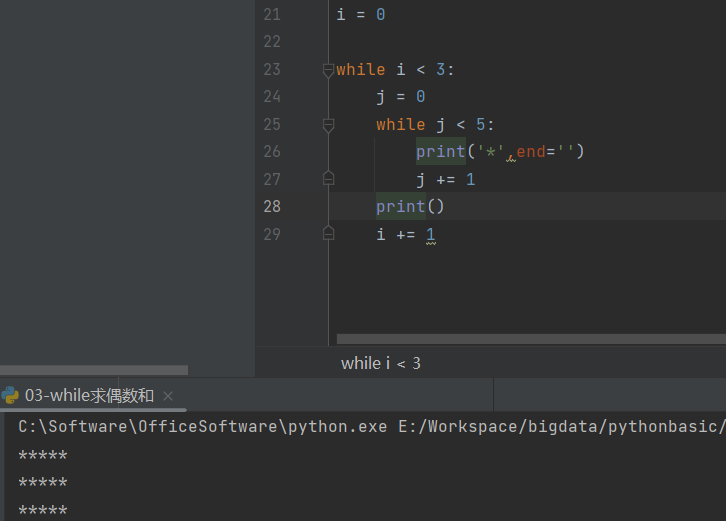 21 i = 0
22
23 while i < 3:
24 j = 0
25 while j < 5:
26 print('*',end='')
27 j += 1
28 print()
29 i += 1
while i < 3
03-while求偶数和
C:\Software\OfficeSoftware\python.exe E:/Workspace/bigdata/pythonbasic/
*****
*****
*****